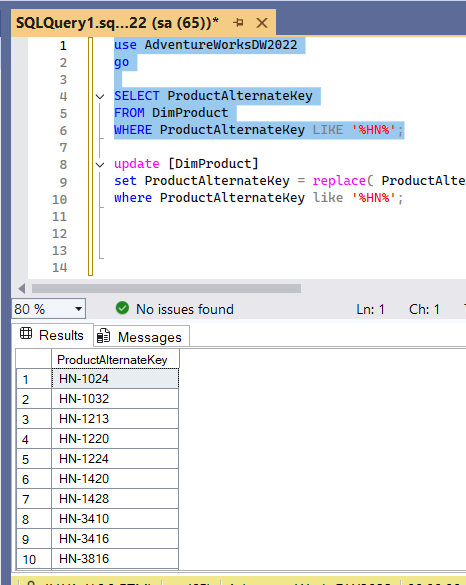 SQLQuery1.sq...22 (sa (65))*
1 use AdventureWorksDW2022
2 go
3
4 SELECT ProductAlternateKey
5 FROM DimProduct
6 WHERE ProductAlternateKey LIKE '%HN%';
7
8 update [DimProduct]
9 set ProductAlternateKey = replace( ProductAlte
10 where ProductAlternateKey like '%HN%';
11
12
13
14
80 % No issues found Ln: 1 Ch: 1
Results Messages
ProductAlternateKey
1 HN-1024
2 HN-1032
3 HN-1213
4 HN-1220
5 HN-1224
6 HN-1420
7 HN-1428
8 HN-3410
9 HN-3416
10 HN-3816